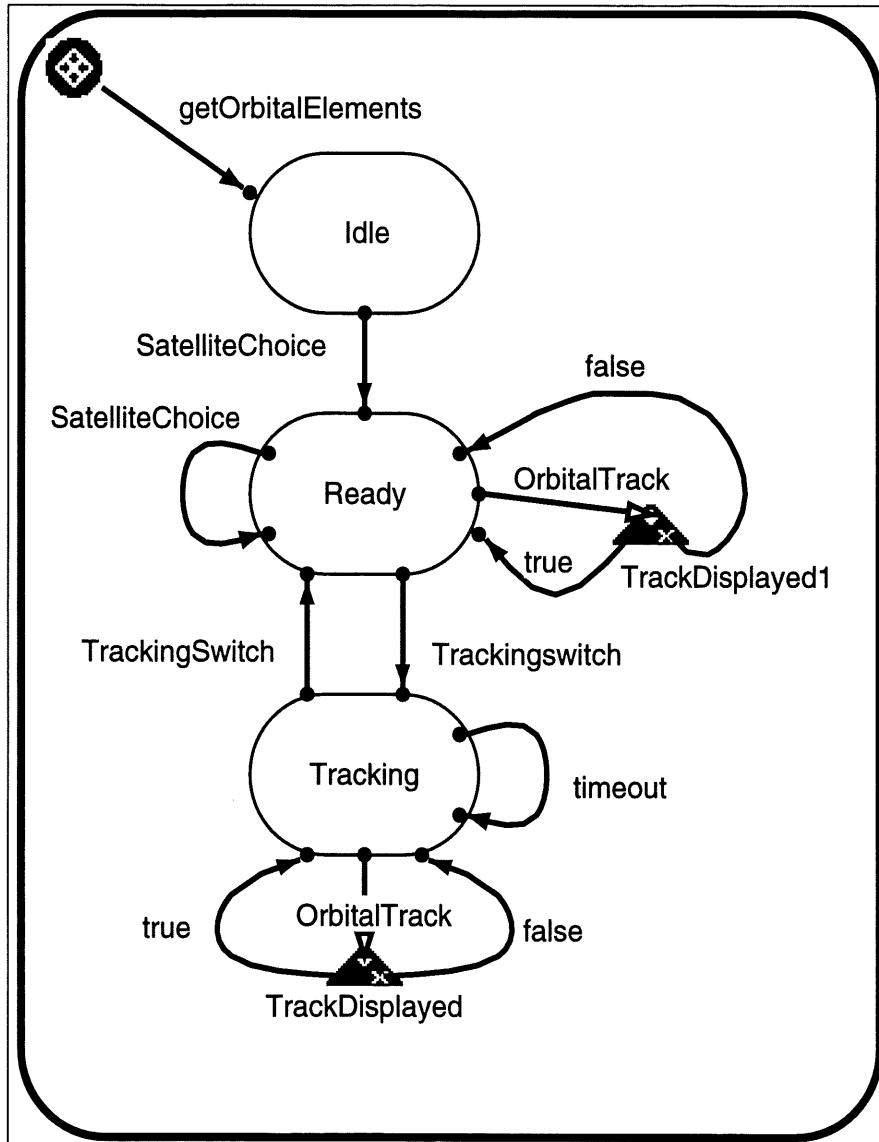 getOrbitalElements
Idle
SatelliteChoice
false
SatelliteChoice
OrbitalTrack
Ready
true
TrackDisplayed1
TrackingSwitch
Trackingswitch
Tracking
timeout
OrbitalTrack
true
false
TrackDisplayed